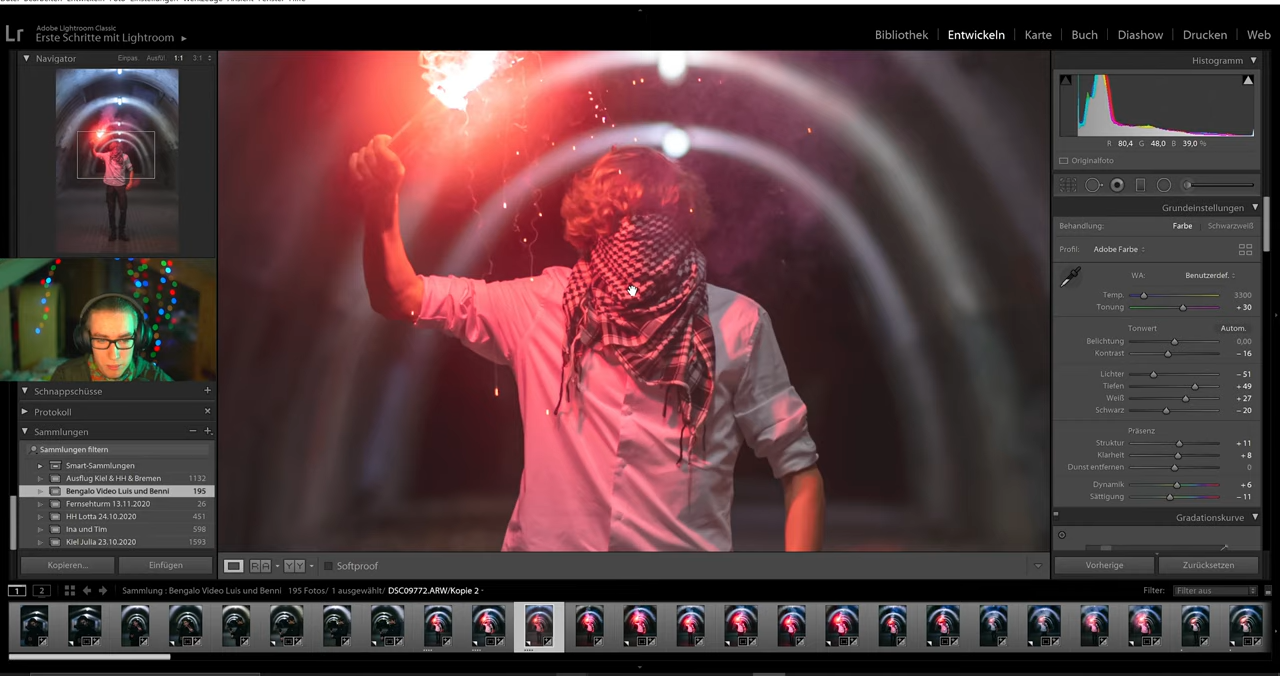 Adobe Lightroom Classic
Lr Erste Schritte mit Lightroom
Bibliothek | Entwickeln | Karte | Buch | Diashow | Drucken | Web
Navigator Einpas. Ausfül. 1:1 3:1
Schnappschüsse +
Protokoll ×
Sammlungen − +
Sammlungen filtern
Smart-Sammlungen
Ausflug Kiel & HH & Bremen 1132
Bengalo Video Luis und Benni 195
Fernsehturm 13.11.2020 26
HH Lotta 24.10.2020 451
Ina und Tim 598
Kiel Julia 23.10.2020 1593
Kopieren... Einfügen
Softproof
Histogramm
R 80,4 G 48,0 B 39,0 %
Originalfoto
Grundeinstellungen
Behandlung: Farbe Schwarzweiß
Profil: Adobe Farbe
WA: Benutzerdef.
Temp. 3300
Tonung + 30
Tonwert Autom.
Belichtung 0,00
Kontrast − 16
Lichter − 51
Tiefen + 49
Weiß + 27
Schwarz − 20
Präsenz
Struktur + 11
Klarheit + 8
Dunst entfernen 0
Dynamik + 6
Sättigung − 11
Gradationskurve
Vorherige Zurücksetzen
1 2 Sammlung : Bengalo Video Luis und Benni 195 Fotos/ 1 ausgewählt/ DSC09772.ARW/Kopie 2
Filter: Filter aus